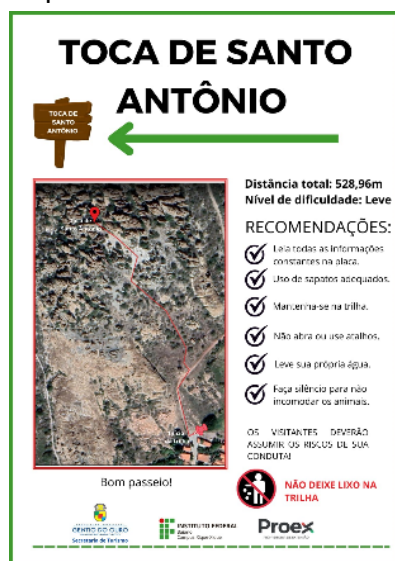 TOCA DE SANTO
ANTÔNIO
TOCA DE
SANTO
ANTÔNIO
Distância total: 528,96m
Nível de dificuldade: Leve
RECOMENDAÇÕES:
Leia todas as informações
constantes na placa.
Uso de sapatos adequados.
Mantenha-se na trilha.
Não abra ou use atalhos.
Leve sua própria água.
Faça silêncio para não
incomodar os animais.
OS VISITANTES DEVERÃO
ASSUMIR OS RISCOS DE SUA
CONDUTA!
Bom passeio!
NÃO DEIXE LIXO NA
TRILHA
GENTIO DO OURO
Secretaria de Turismo
INSTITUTO FEDERAL
Proex